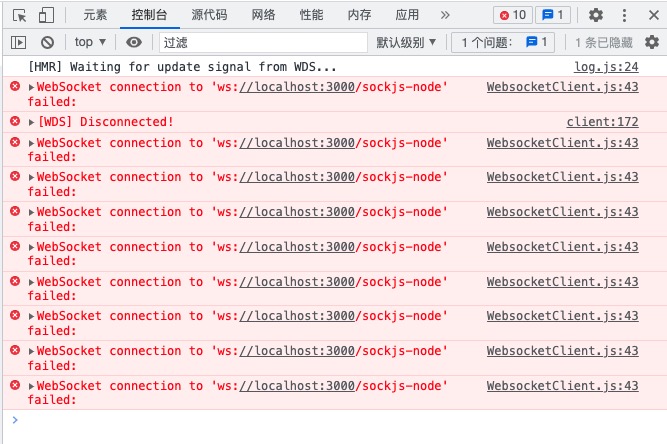 元素 控制台 源代码 网络 性能 内存 应用 10 1
top 过滤 默认级别 1 个问题： 1 1 条已隐藏
[HMR] Waiting for update signal from WDS... log.js:24
WebSocket connection to 'ws://localhost:3000/sockjs-node' WebsocketClient.js:43
failed:
[WDS] Disconnected! client:172
WebSocket connection to 'ws://localhost:3000/sockjs-node' WebsocketClient.js:43
failed:
WebSocket connection to 'ws://localhost:3000/sockjs-node' WebsocketClient.js:43
failed:
WebSocket connection to 'ws://localhost:3000/sockjs-node' WebsocketClient.js:43
failed:
WebSocket connection to 'ws://localhost:3000/sockjs-node' WebsocketClient.js:43
failed:
WebSocket connection to 'ws://localhost:3000/sockjs-node' WebsocketClient.js:43
failed:
WebSocket connection to 'ws://localhost:3000/sockjs-node' WebsocketClient.js:43
failed:
WebSocket connection to 'ws://localhost:3000/sockjs-node' WebsocketClient.js:43
failed:
WebSocket connection to 'ws://localhost:3000/sockjs-node' WebsocketClient.js:43
failed: